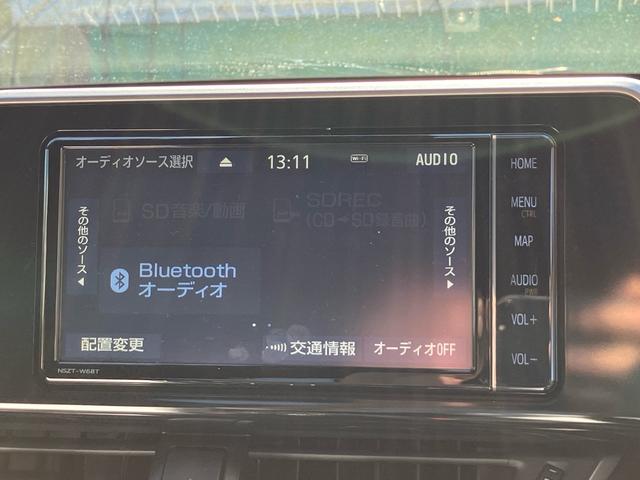 オーディオソース選択
13:11
Wi-Fi
AUDIO
HOME
MENU
CTRL
MAP
AUDIO
PWR
VOL+
VOL-
その他のソース
SD音楽/動画
SDREC
(CD→SD録音曲)
その他のソース
Bluetooth
オーディオ
配置変更
交通情報
オーディオOFF
NSZT-W68T